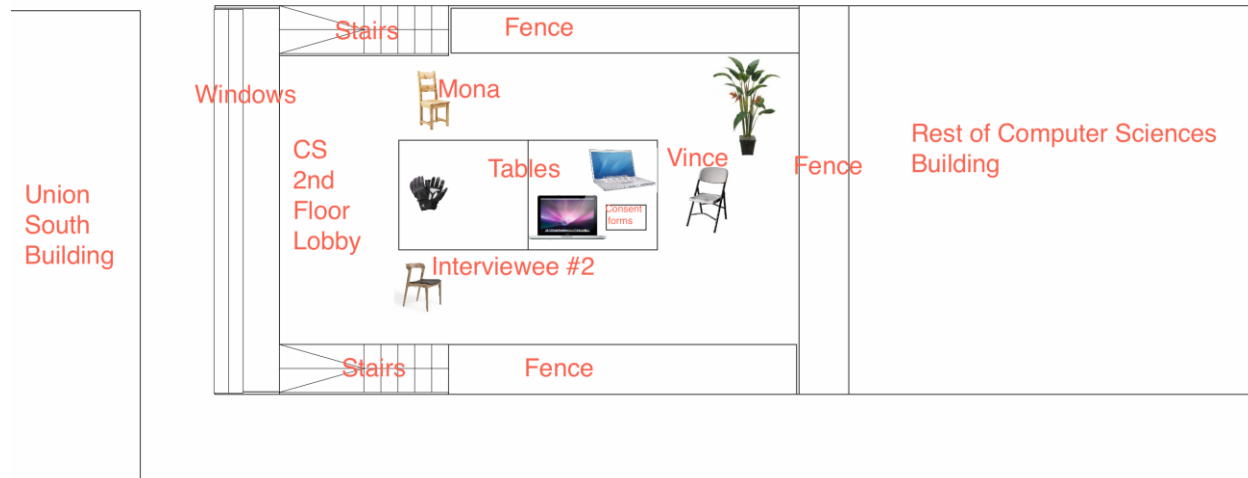 Stairs
Fence
Windows
Mona
CS
2nd
Floor
Lobby
Tables
Vince
Fence
Rest of Computer Sciences
Building
Union
South
Building
Consent
forms
Interviewee #2
Stairs
Fence